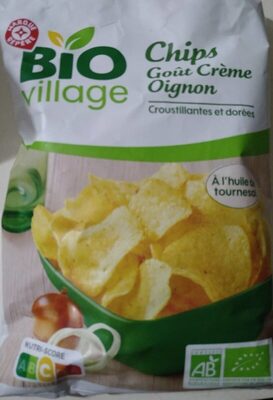 MARQUE
REPÈRE
BIO
village
Chips
Goût Crème
Oignon
Croustillantes et dorées
À l'huile de
tournesol
NUTRI-SCORE
A B C
AB